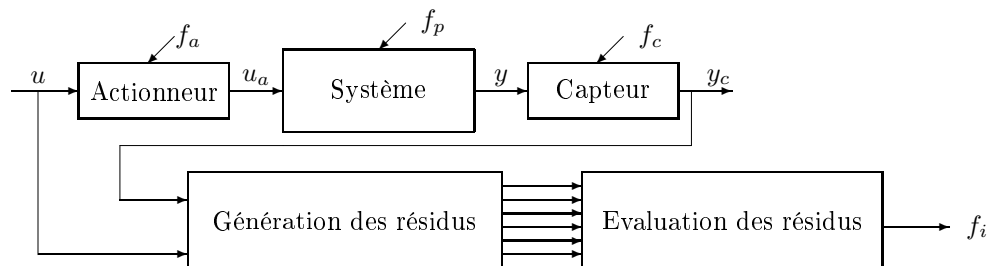 f_a
f_p
f_c
u
Actionneur
u_a
Système
y
Capteur
y_c
Génération des résidus
Evaluation des résidus
f_i